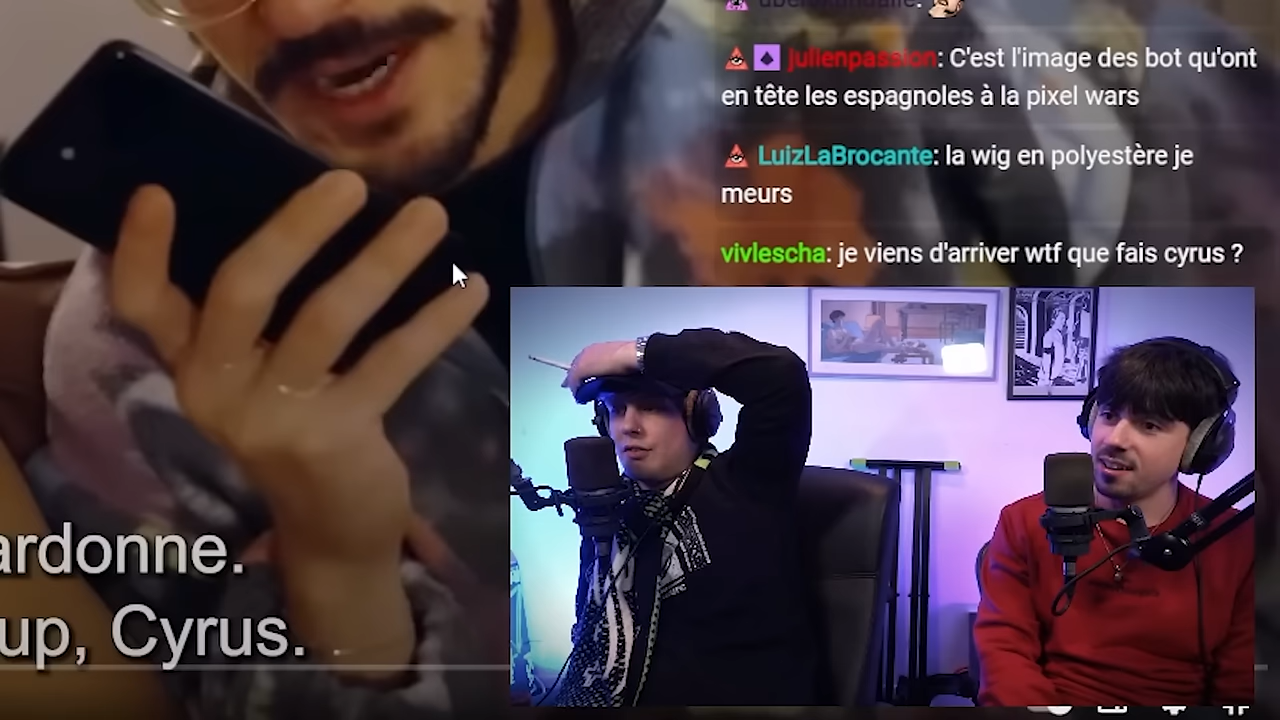 julienpassion: C'est l'image des bot qu'ont
en tête les espagnoles à la pixel wars
LuizLaBrocante: la wig en polyestère je
meurs
vivlescha: je viens d'arriver wtf que fais cyrus ?
ardonne.
up, Cyrus.